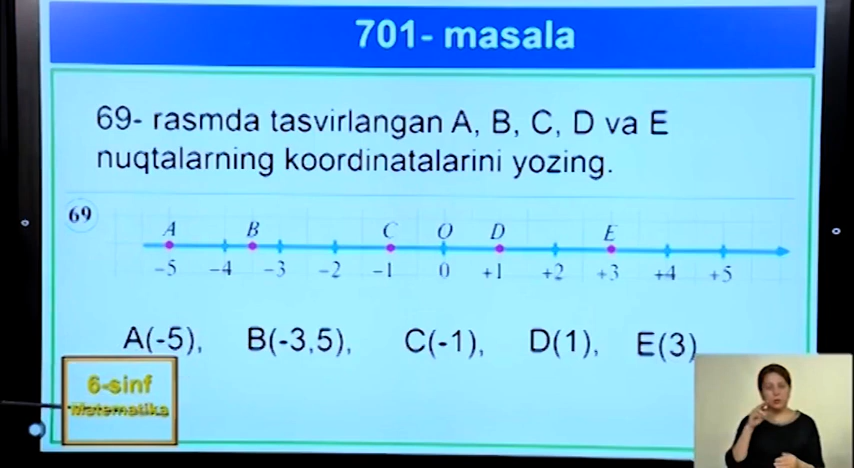 701- masala
69- rasmda tasvirlangan A, B, C, D va E
nuqtalarning koordinatalarini yozing.
69
A B C O D E
-5 -4 -3 -2 -1 0 +1 +2 +3 +4 +5
A(-5), B(-3,5), C(-1), D(1), E(3)
6-sinf
Matematika